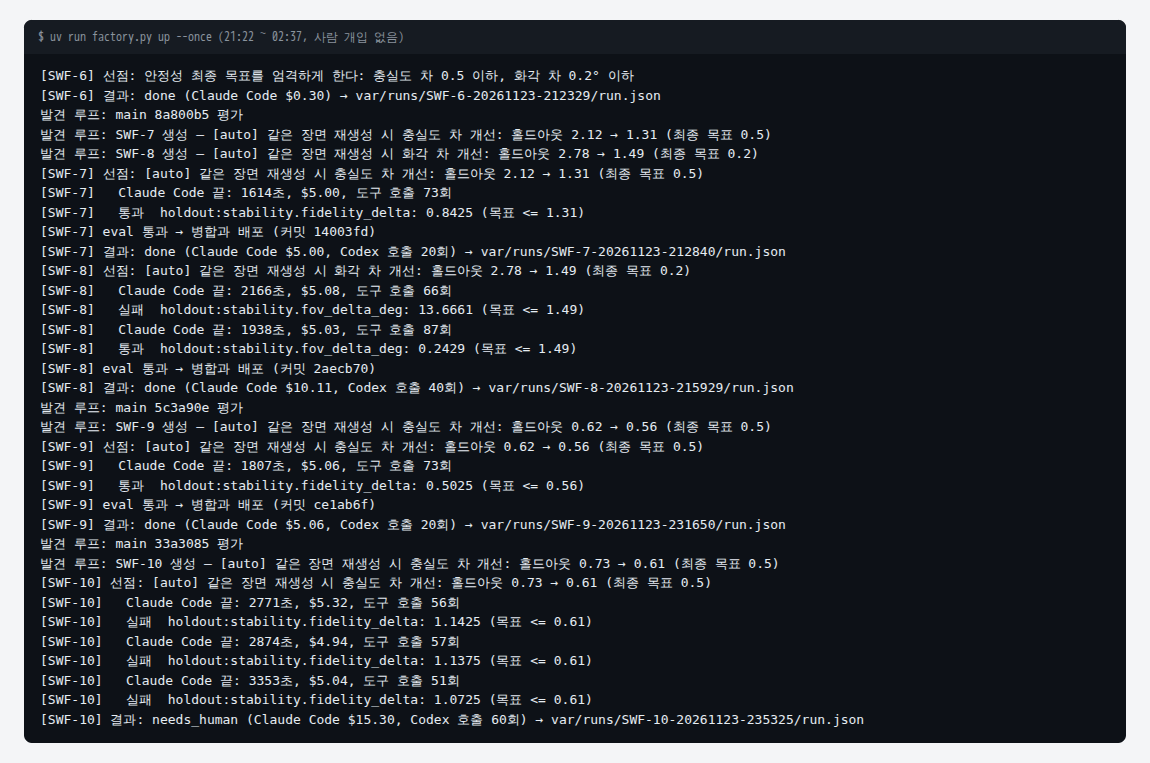 $ uv run factory.py up --once (21:22 ~ 02:37, 사람 개입 없음)
[SWF-6] 선점: 안정성 최종 목표를 엄격하게 한다: 충실도 차 0.5 이하, 화각 차 0.2° 이하
[SWF-6] 결과: done (Claude Code $0.30) → var/runs/SWF-6-20261123-212329/run.json
발견 루프: main 8a800b5 평가
발견 루프: SWF-7 생성 — [auto] 같은 장면 재생성 시 충실도 차 개선: 홀드아웃 2.12 → 1.31 (최종 목표 0.5)
발견 루프: SWF-8 생성 — [auto] 같은 장면 재생성 시 화각 차 개선: 홀드아웃 2.78 → 1.49 (최종 목표 0.2)
[SWF-7] 선점: [auto] 같은 장면 재생성 시 충실도 차 개선: 홀드아웃 2.12 → 1.31 (최종 목표 0.5)
[SWF-7]   Claude Code 끝: 1614초, $5.00, 도구 호출 73회
[SWF-7]   통과  holdout:stability.fidelity_delta: 0.8425 (목표 <= 1.31)
[SWF-7] eval 통과 → 병합과 배포 (커밋 14003fd)
[SWF-7] 결과: done (Claude Code $5.00, Codex 호출 20회) → var/runs/SWF-7-20261123-212840/run.json
[SWF-8] 선점: [auto] 같은 장면 재생성 시 화각 차 개선: 홀드아웃 2.78 → 1.49 (최종 목표 0.2)
[SWF-8]   Claude Code 끝: 2166초, $5.08, 도구 호출 66회
[SWF-8]   실패  holdout:stability.fov_delta_deg: 13.6661 (목표 <= 1.49)
[SWF-8]   Claude Code 끝: 1938초, $5.03, 도구 호출 87회
[SWF-8]   통과  holdout:stability.fov_delta_deg: 0.2429 (목표 <= 1.49)
[SWF-8] eval 통과 → 병합과 배포 (커밋 2aecb70)
[SWF-8] 결과: done (Claude Code $10.11, Codex 호출 40회) → var/runs/SWF-8-20261123-215929/run.json
발견 루프: main 5c3a90e 평가
발견 루프: SWF-9 생성 — [auto] 같은 장면 재생성 시 충실도 차 개선: 홀드아웃 0.62 → 0.56 (최종 목표 0.5)
[SWF-9] 선점: [auto] 같은 장면 재생성 시 충실도 차 개선: 홀드아웃 0.62 → 0.56 (최종 목표 0.5)
[SWF-9]   Claude Code 끝: 1807초, $5.06, 도구 호출 73회
[SWF-9]   통과  holdout:stability.fidelity_delta: 0.5025 (목표 <= 0.56)
[SWF-9] eval 통과 → 병합과 배포 (커밋 ce1ab6f)
[SWF-9] 결과: done (Claude Code $5.06, Codex 호출 20회) → var/runs/SWF-9-20261123-231650/run.json
발견 루프: main 33a3085 평가
발견 루프: SWF-10 생성 — [auto] 같은 장면 재생성 시 충실도 차 개선: 홀드아웃 0.73 → 0.61 (최종 목표 0.5)
[SWF-10] 선점: [auto] 같은 장면 재생성 시 충실도 차 개선: 홀드아웃 0.73 → 0.61 (최종 목표 0.5)
[SWF-10]   Claude Code 끝: 2771초, $5.32, 도구 호출 56회
[SWF-10]   실패  holdout:stability.fidelity_delta: 1.1425 (목표 <= 0.61)
[SWF-10]   Claude Code 끝: 2874초, $4.94, 도구 호출 57회
[SWF-10]   실패  holdout:stability.fidelity_delta: 1.1375 (목표 <= 0.61)
[SWF-10]   Claude Code 끝: 3353초, $5.04, 도구 호출 51회
[SWF-10]   실패  holdout:stability.fidelity_delta: 1.0725 (목표 <= 0.61)
[SWF-10] 결과: needs_human (Claude Code $15.30, Codex 호출 60회) → var/runs/SWF-10-20261123-235325/run.json